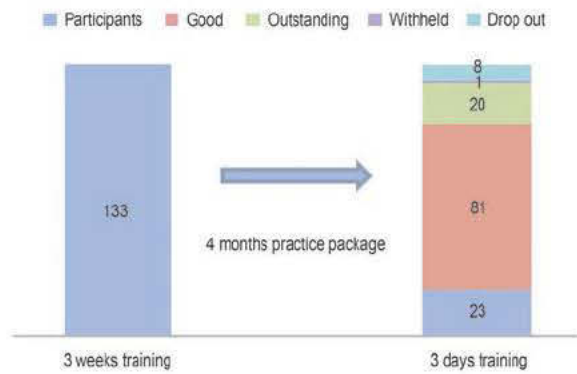 Participants Good Outstanding Withheld Drop out
8
1
20
133
81
4 months practice package
23
3 weeks training 3 days training